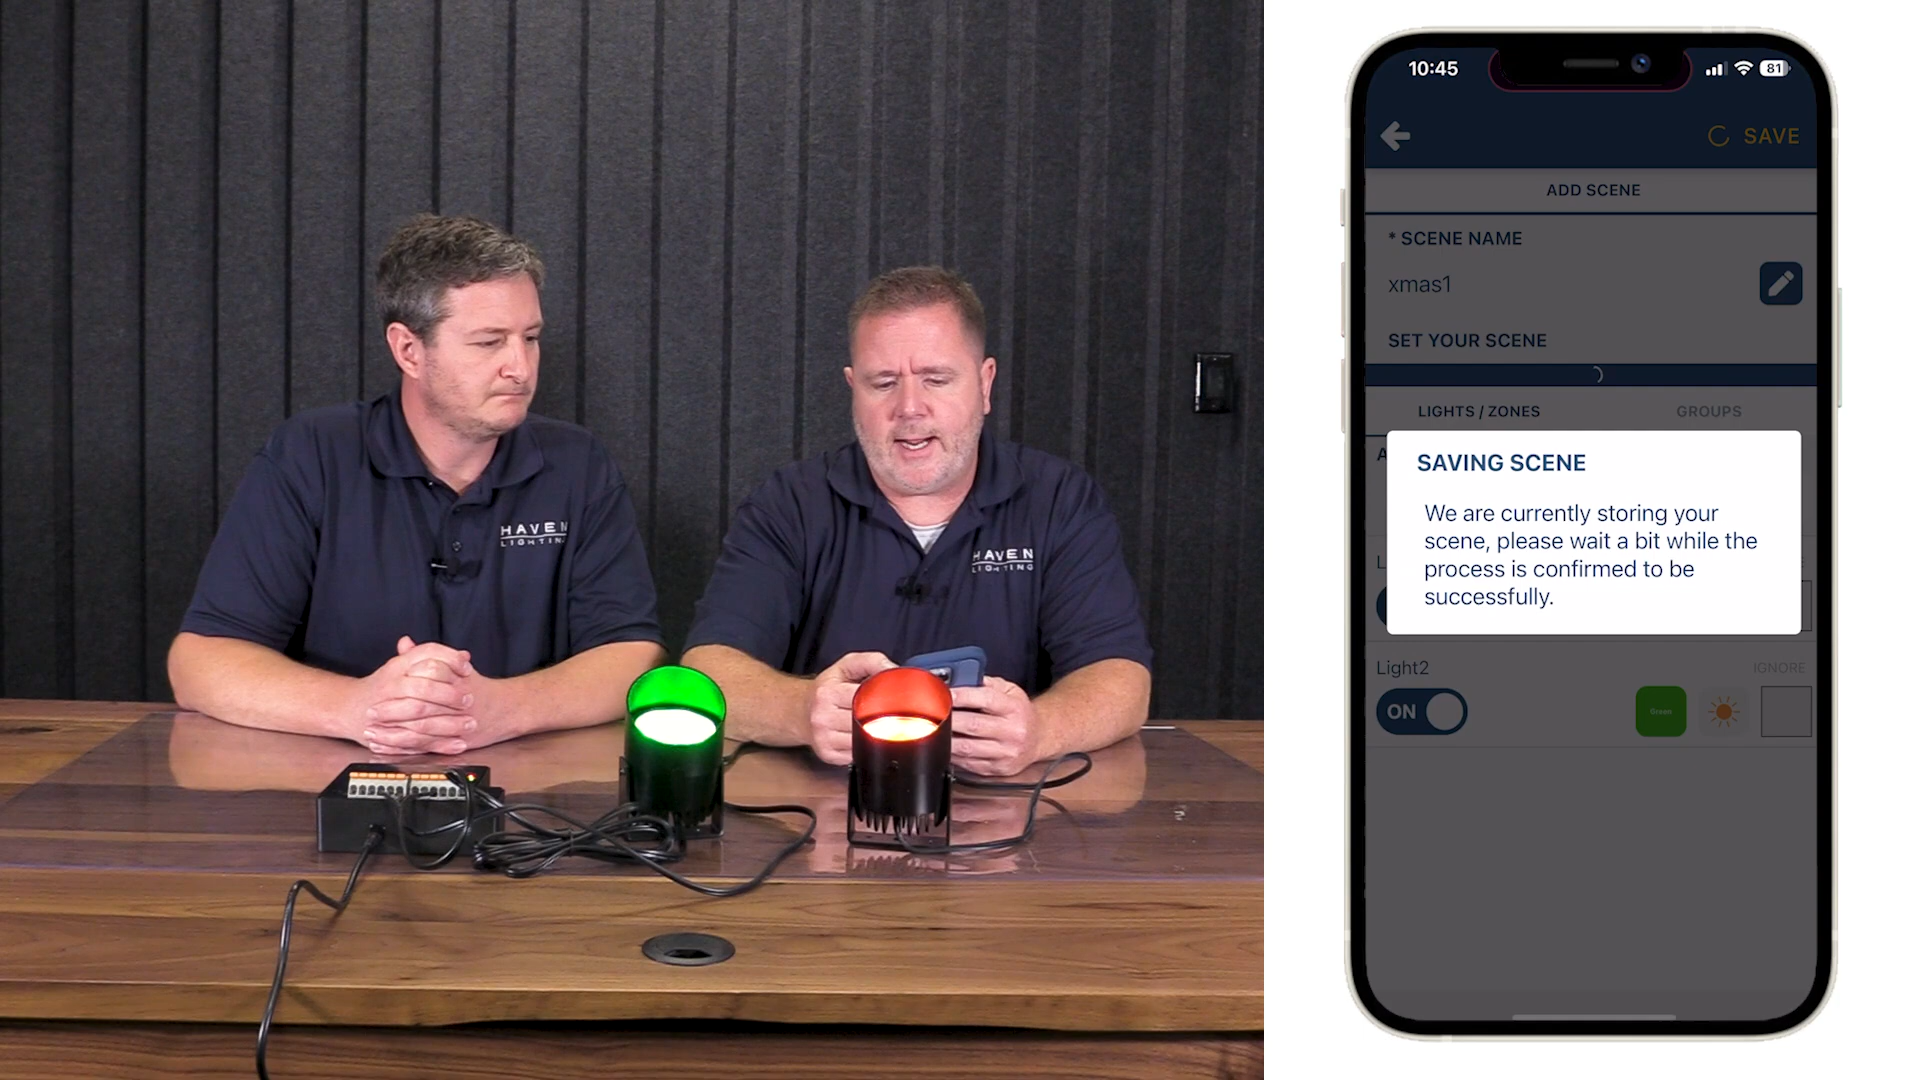 HAVEN
LIGHTING
HAVEN
LIGHTING
10:45
81
SAVE
ADD SCENE
* SCENE NAME
xmas1
SET YOUR SCENE
LIGHTS / ZONES
GROUPS
SAVING SCENE
We are currently storing your
scene, please wait a bit while the
process is confirmed to be
successfully.
Light2
IGNORE
ON
Green